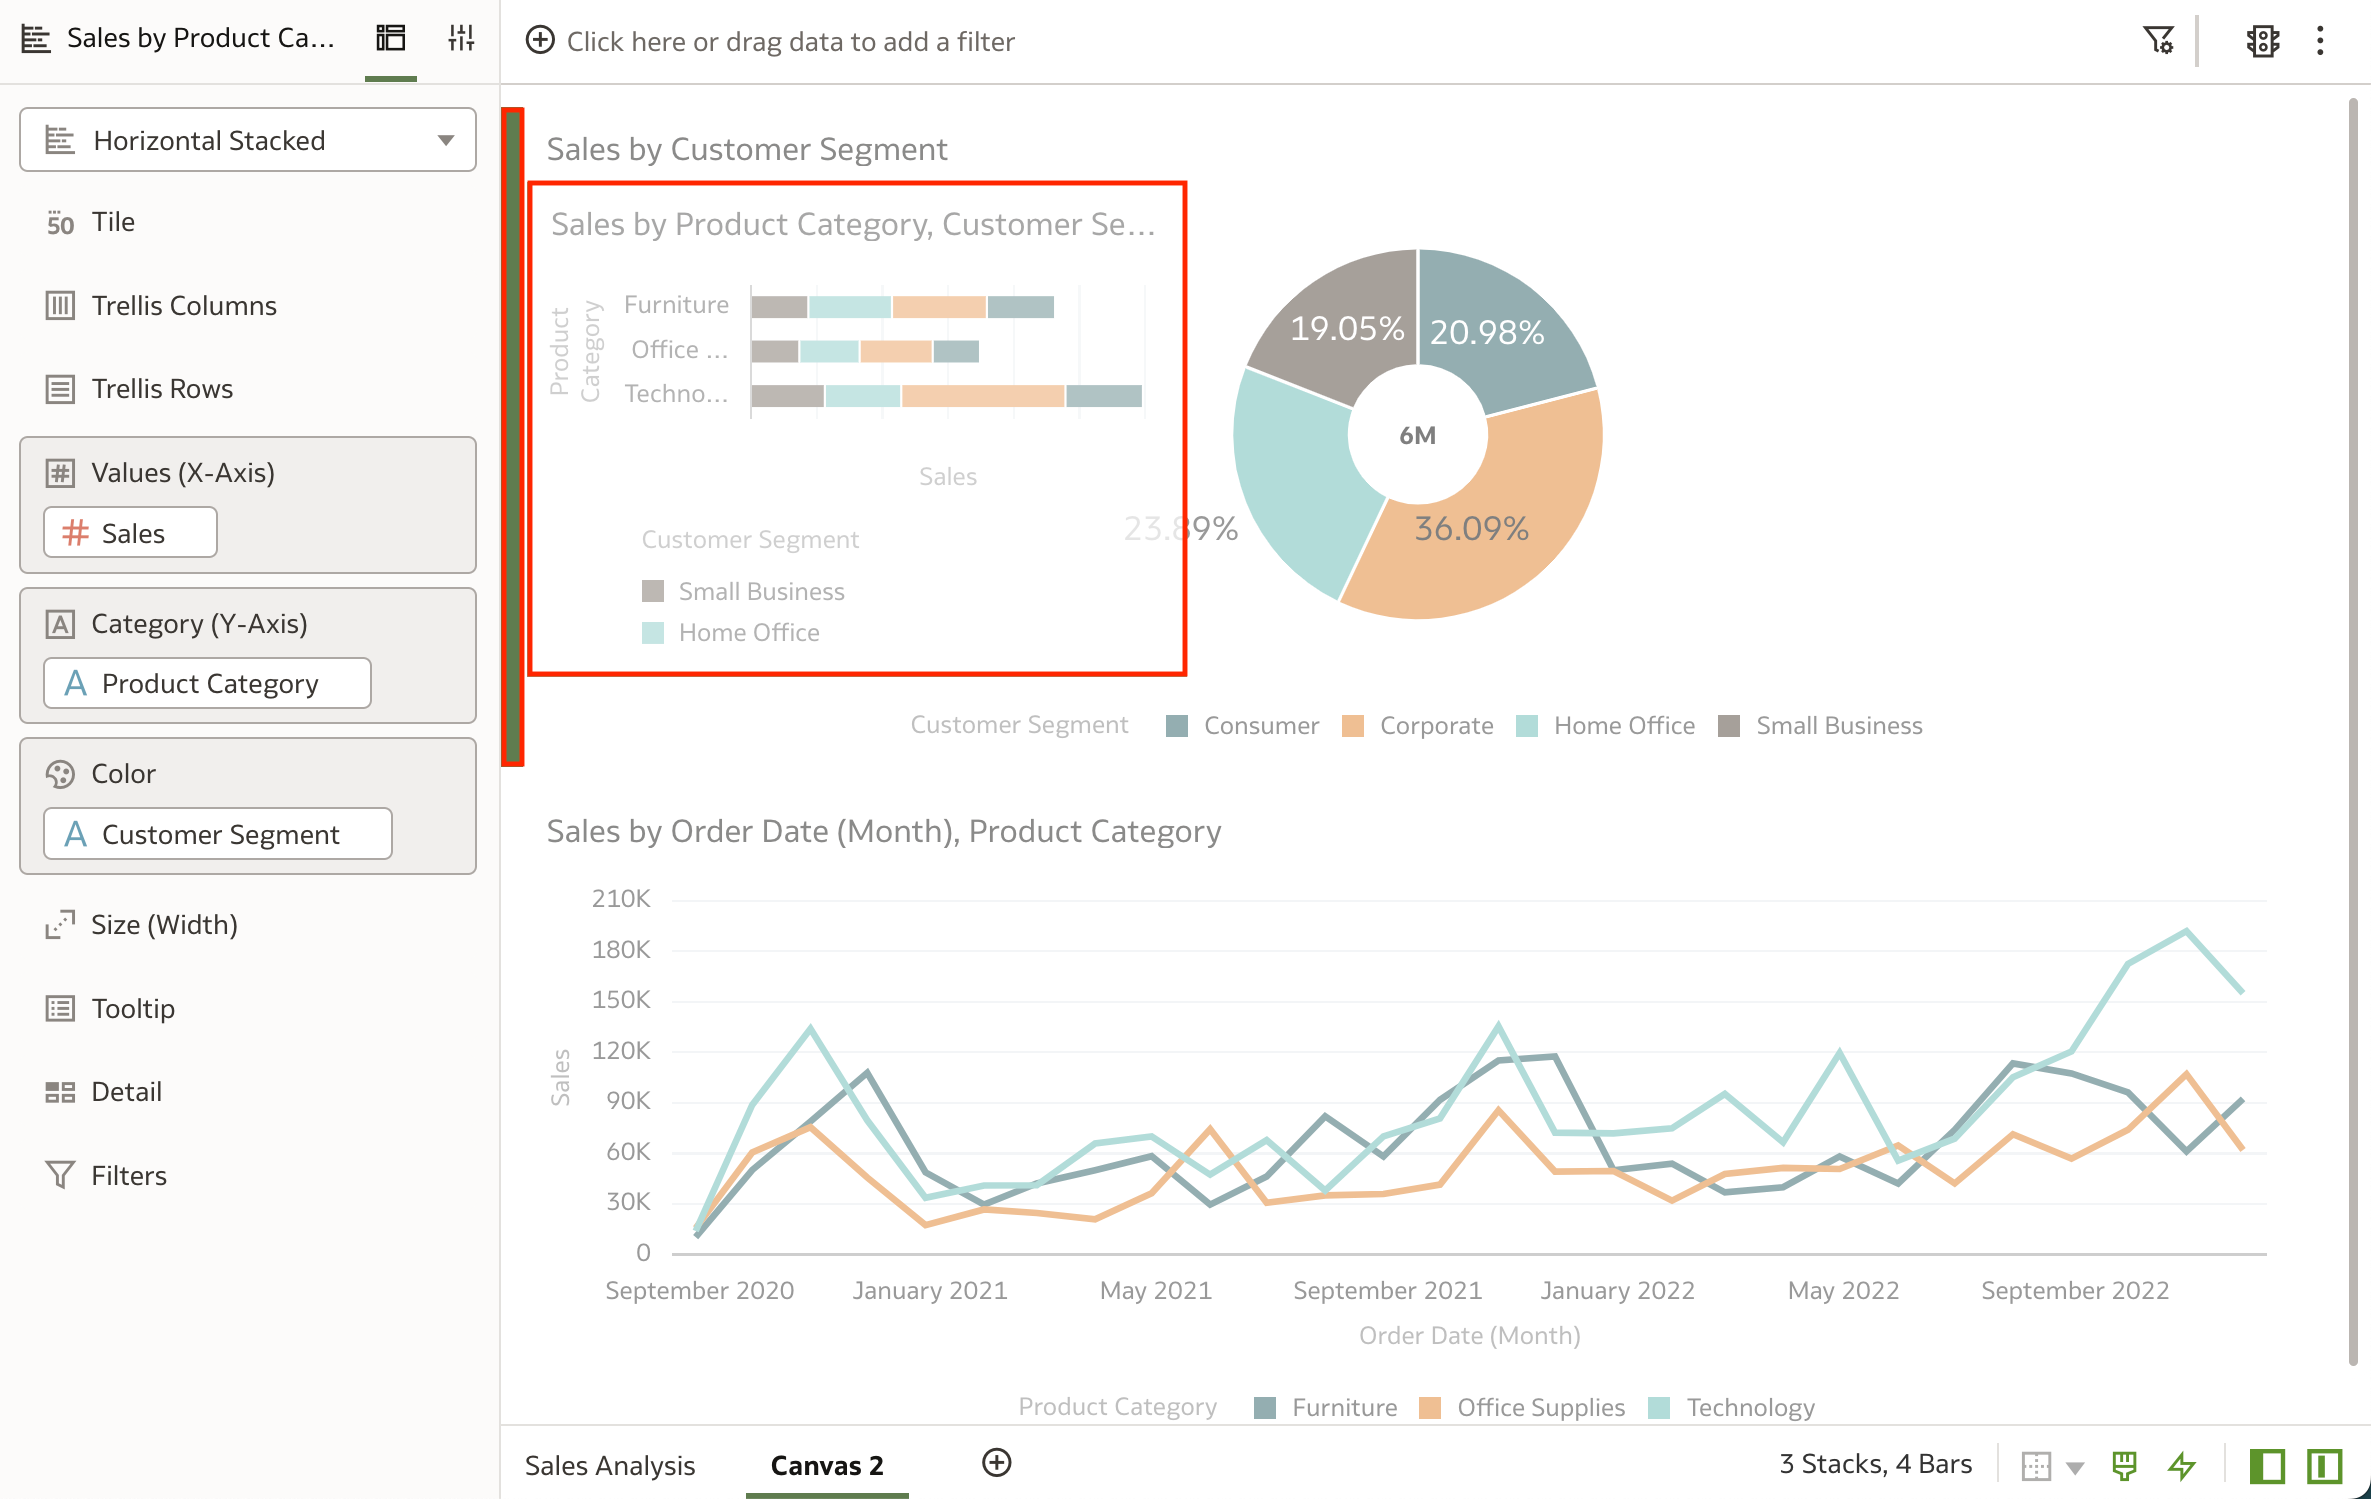 Sales by Product Ca...
Click here or drag data to add a filter
Horizontal Stacked
50 Tile
Trellis Columns
Trellis Rows
# Values (X-Axis)
# Sales
A Category (Y-Axis)
A Product Category
Color
A Customer Segment
Size (Width)
Tooltip
Detail
Filters
Sales by Customer Segment
Sales by Product Category, Customer Se...
Product
Category
Furniture
Office ...
Techno...
Sales
Customer Segment
Small Business
Home Office
19.05%
20.98%
6M
23.89%
36.09%
Customer Segment Consumer Corporate Home Office Small Business
Sales by Order Date (Month), Product Category
Sales
210K
180K
150K
120K
90K
60K
30K
0
September 2020 January 2021 May 2021 September 2021 January 2022 May 2022 September 2022
Order Date (Month)
Product Category Furniture Office Supplies Technology
Sales Analysis Canvas 2
3 Stacks, 4 Bars